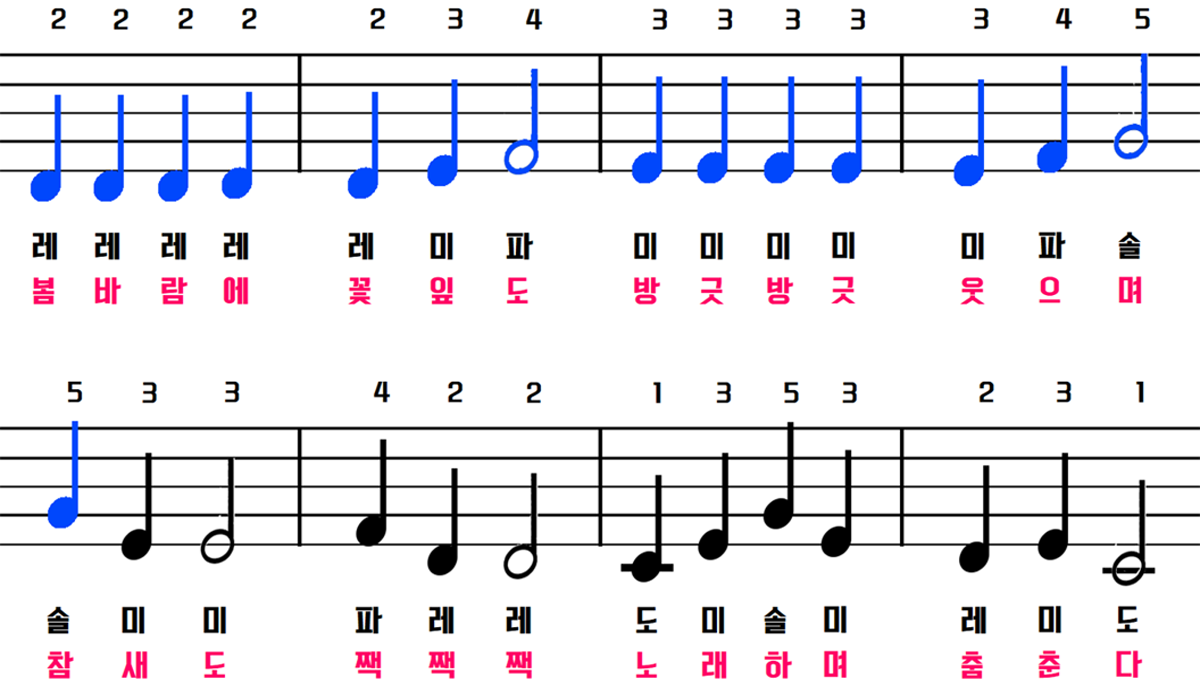 2 2 2 2 2 3 4 3 3 3 3 3 4 5
레 레 레 레 레 미 파 미 미 미 미 미 파 솔
봄 바 람 에 꽃 잎 도 방 긋 방 긋 웃 으 며
5 3 3 4 2 2 1 3 5 3 2 3 1
솔 미 미 파 레 레 도 미 솔 미 레 미 도
참 새 도 짹 짹 짹 노 래 하 며 춤 춘 다